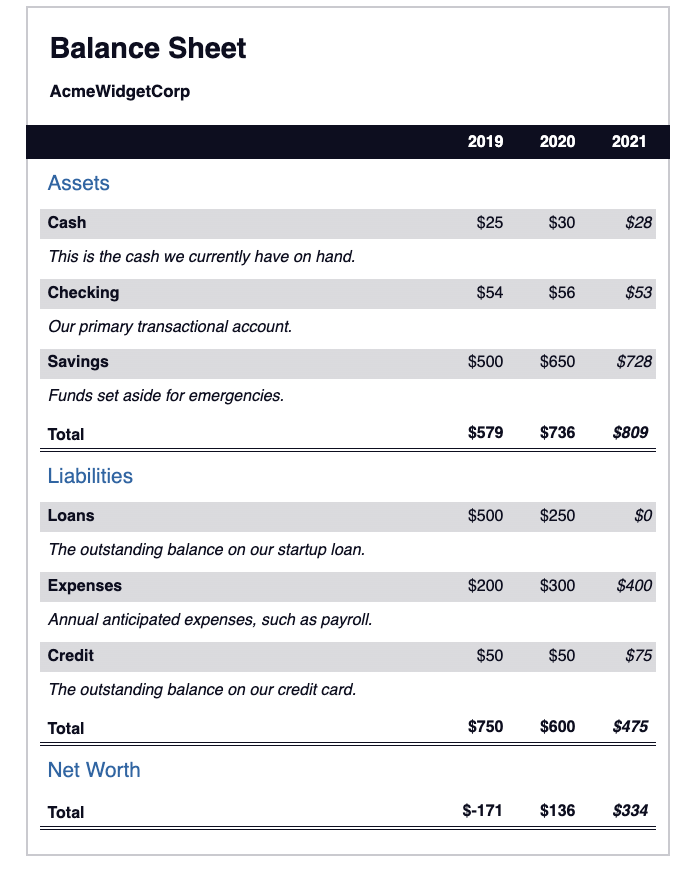 Balance Sheet
AcmeWidgetCorp
2019 2020 2021
Assets
Cash $25 $30 $28
This is the cash we currently have on hand.
Checking $54 $56 $53
Our primary transactional account.
Savings $500 $650 $728
Funds set aside for emergencies.
Total $579 $736 $809
Liabilities
Loans $500 $250 $0
The outstanding balance on our startup loan.
Expenses $200 $300 $400
Annual anticipated expenses, such as payroll.
Credit $50 $50 $75
The outstanding balance on our credit card.
Total $750 $600 $475
Net Worth
Total $-171 $136 $334